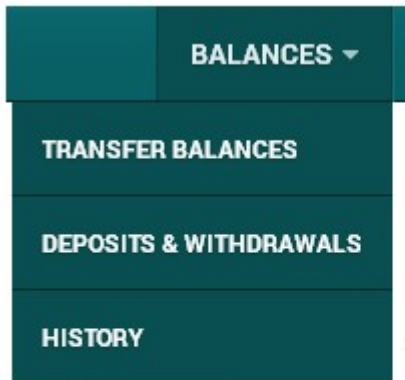 BALANCES
TRANSFER BALANCES
DEPOSITS & WITHDRAWALS
HISTORY